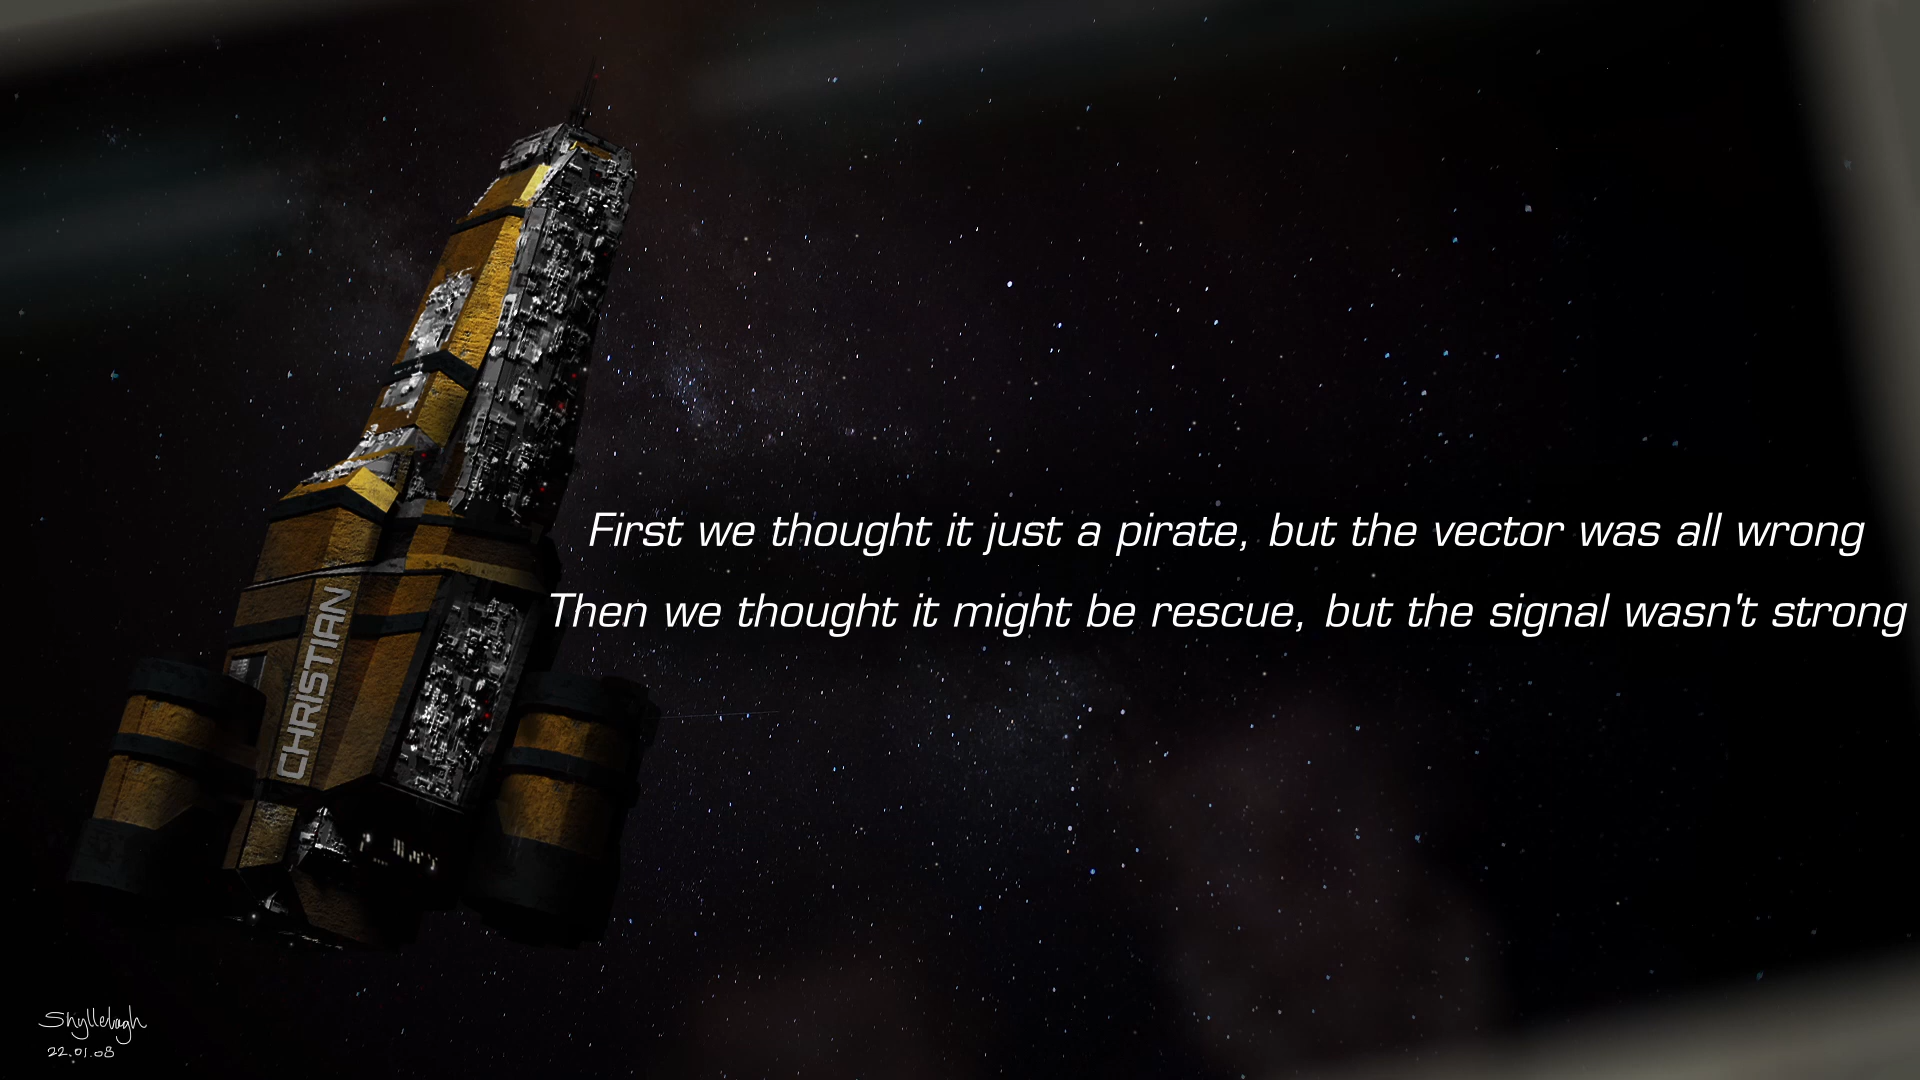 First we thought it just a pirate, but the vector was all wrong
Then we thought it might be rescue, but the signal wasn't strong
CHRISTIAN
22.01.08